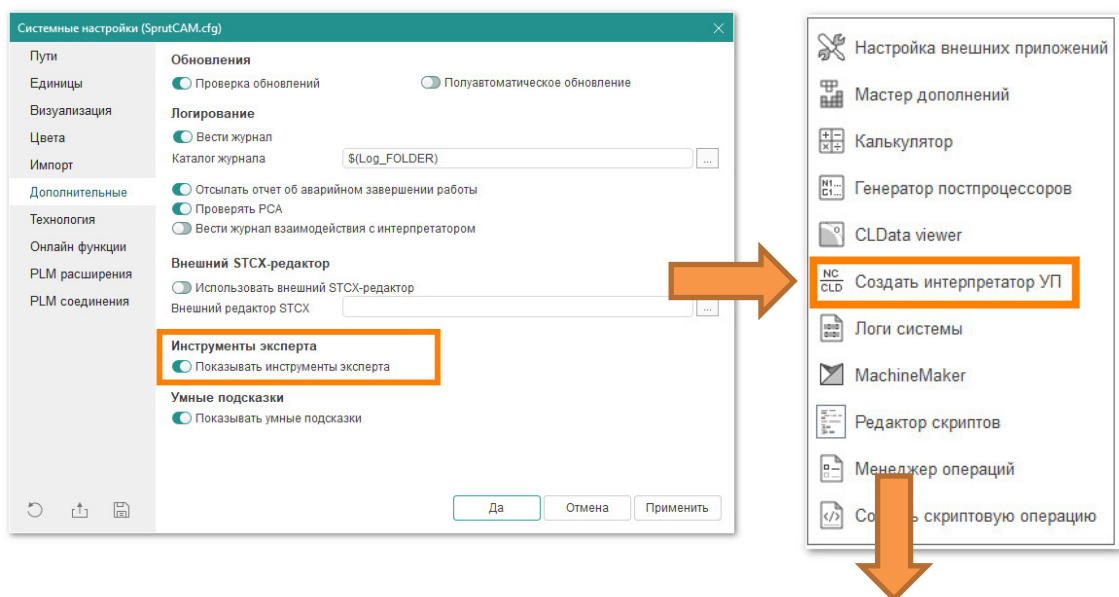 Системные настройки (SprutCAM.cfg)
Пути
Единицы
Визуализация
Цвета
Импорт
Дополнительные
Технология
Онлайн функции
PLM расширения
PLM соединения
Обновления
Проверка обновлений
Полуавтоматическое обновление
Логирование
Вести журнал
Каталог журнала
$(Log_FOLDER)
...
Отсылать отчет об аварийном завершении работы
Проверять РСА
Вести журнал взаимодействия с интерпретатором
Внешний STCX-редактор
Использовать внешний STCX-редактор
Внешний редактор STCX
...
Инструменты эксперта
Показывать инструменты эксперта
Умные подсказки
Показывать умные подсказки
Да
Отмена
Применить
Настройка внешних приложений
Мастер дополнений
Калькулятор
N1...
G1...
Генератор постпроцессоров
CLData viewer
NC
CLD
Создать интерпретатор УП
Логи системы
MachineMaker
Редактор скриптов
Менеджер операций
скриптовую операцию